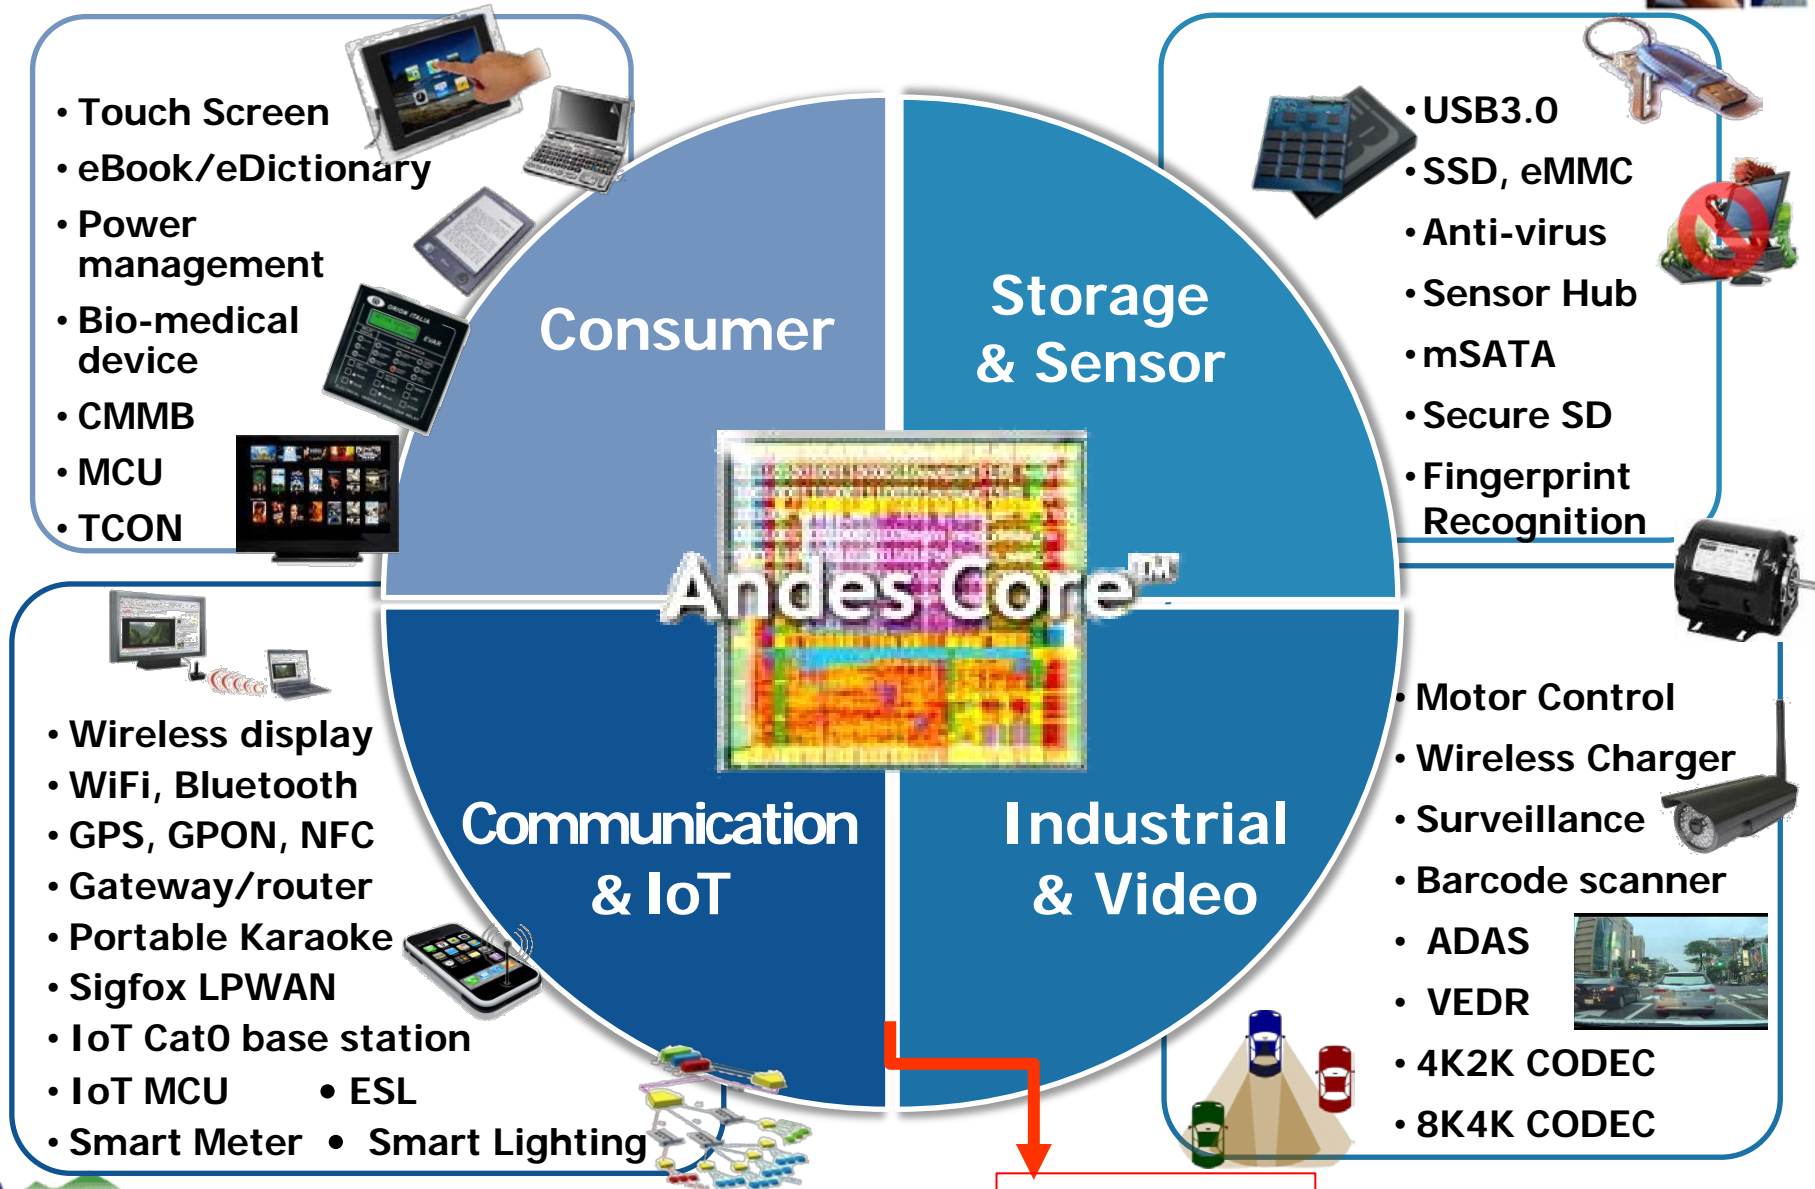 • Touch Screen
• eBook/eDictionary
• Power
management
• Bio-medical
device
• CMMB
• MCU
• TCON
ORION ITALIA
EVAR
Consumer
Storage
& Sensor
• USB3.0
• SSD, eMMC
• Anti-virus
• Sensor Hub
• mSATA
• Secure SD
• Fingerprint
Recognition
Andes Core™
• Wireless display
• WiFi, Bluetooth
• GPS, GPON, NFC
• Gateway/router
• Portable Karaoke
• Sigfox LPWAN
• IoT Cat0 base station
• IoT MCU • ESL
• Smart Meter • Smart Lighting
Communication
& IoT
Industrial
& Video
• Motor Control
• Wireless Charger
• Surveillance
• Barcode scanner
• ADAS
• VEDR
• 4K2K CODEC
• 8K4K CODEC